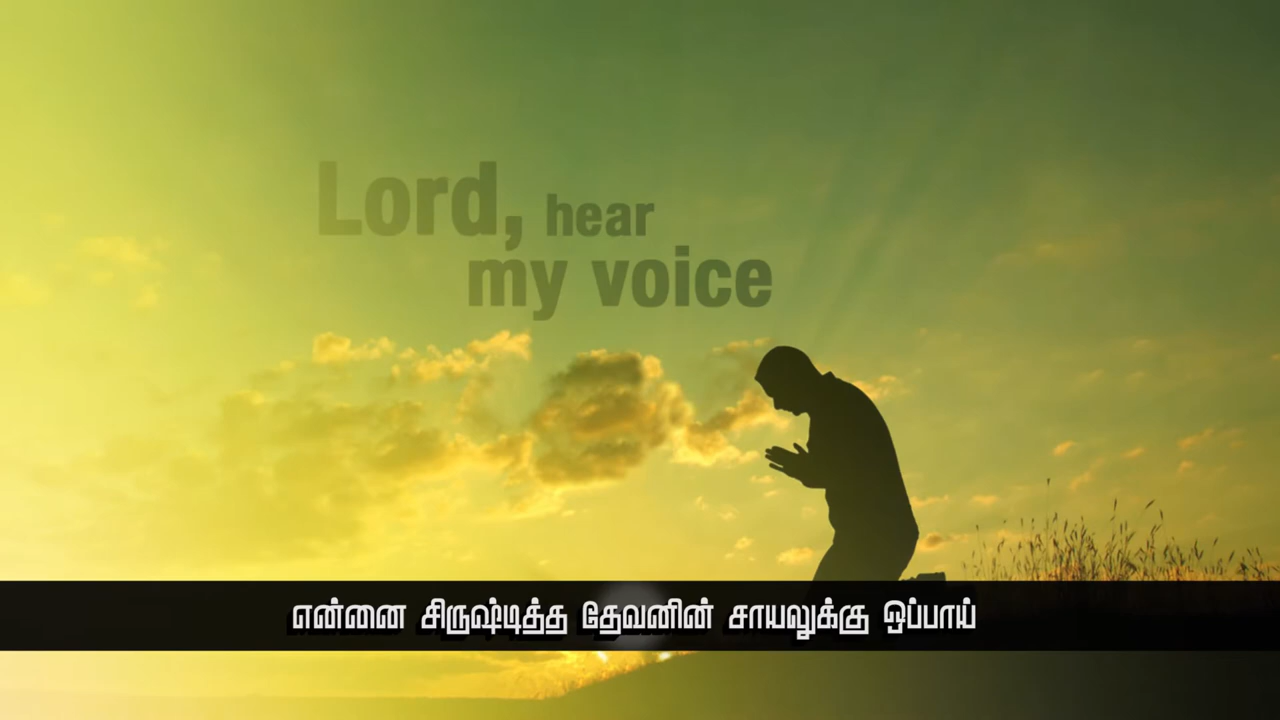 Lord, hear
my voice
என்னை சிருஷ்டித்த தேவனின் சாயலுக்கு ஒப்பாய்